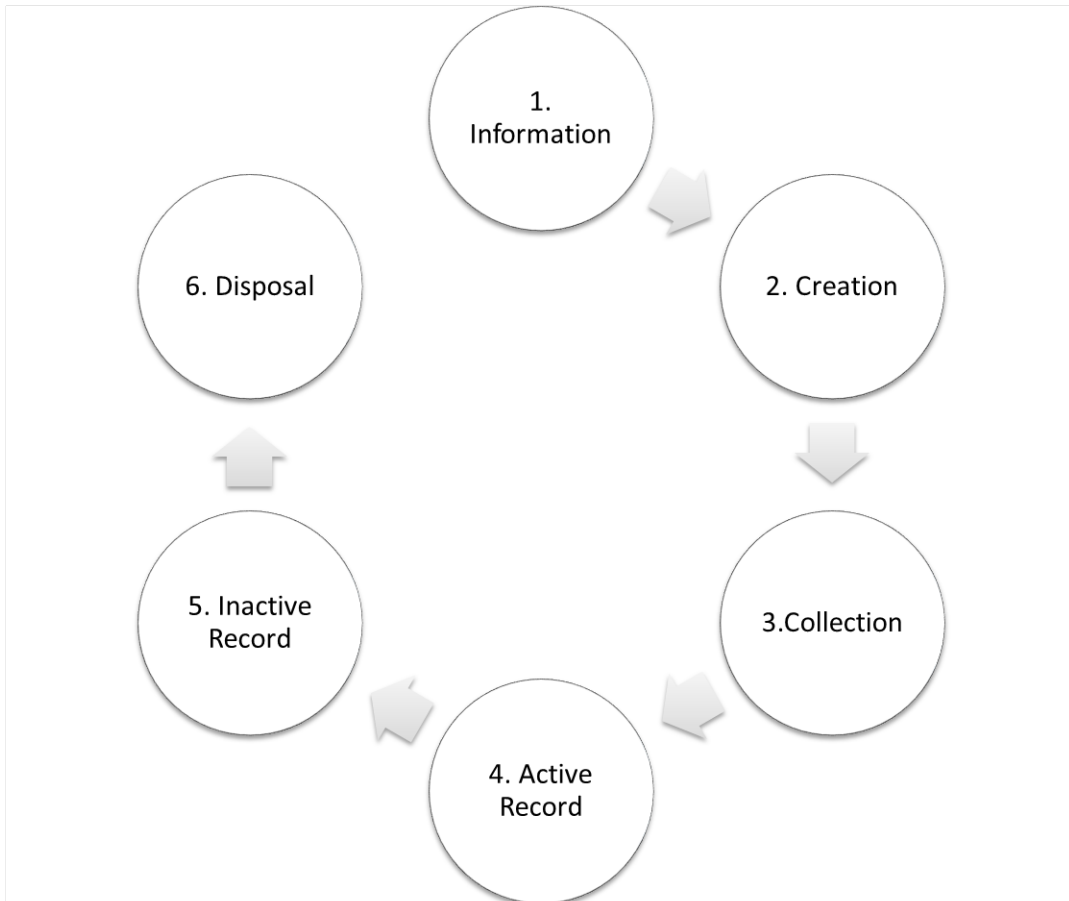 1.
Information
2. Creation
3.Collection
4. Active
Record
5. Inactive
Record
6. Disposal